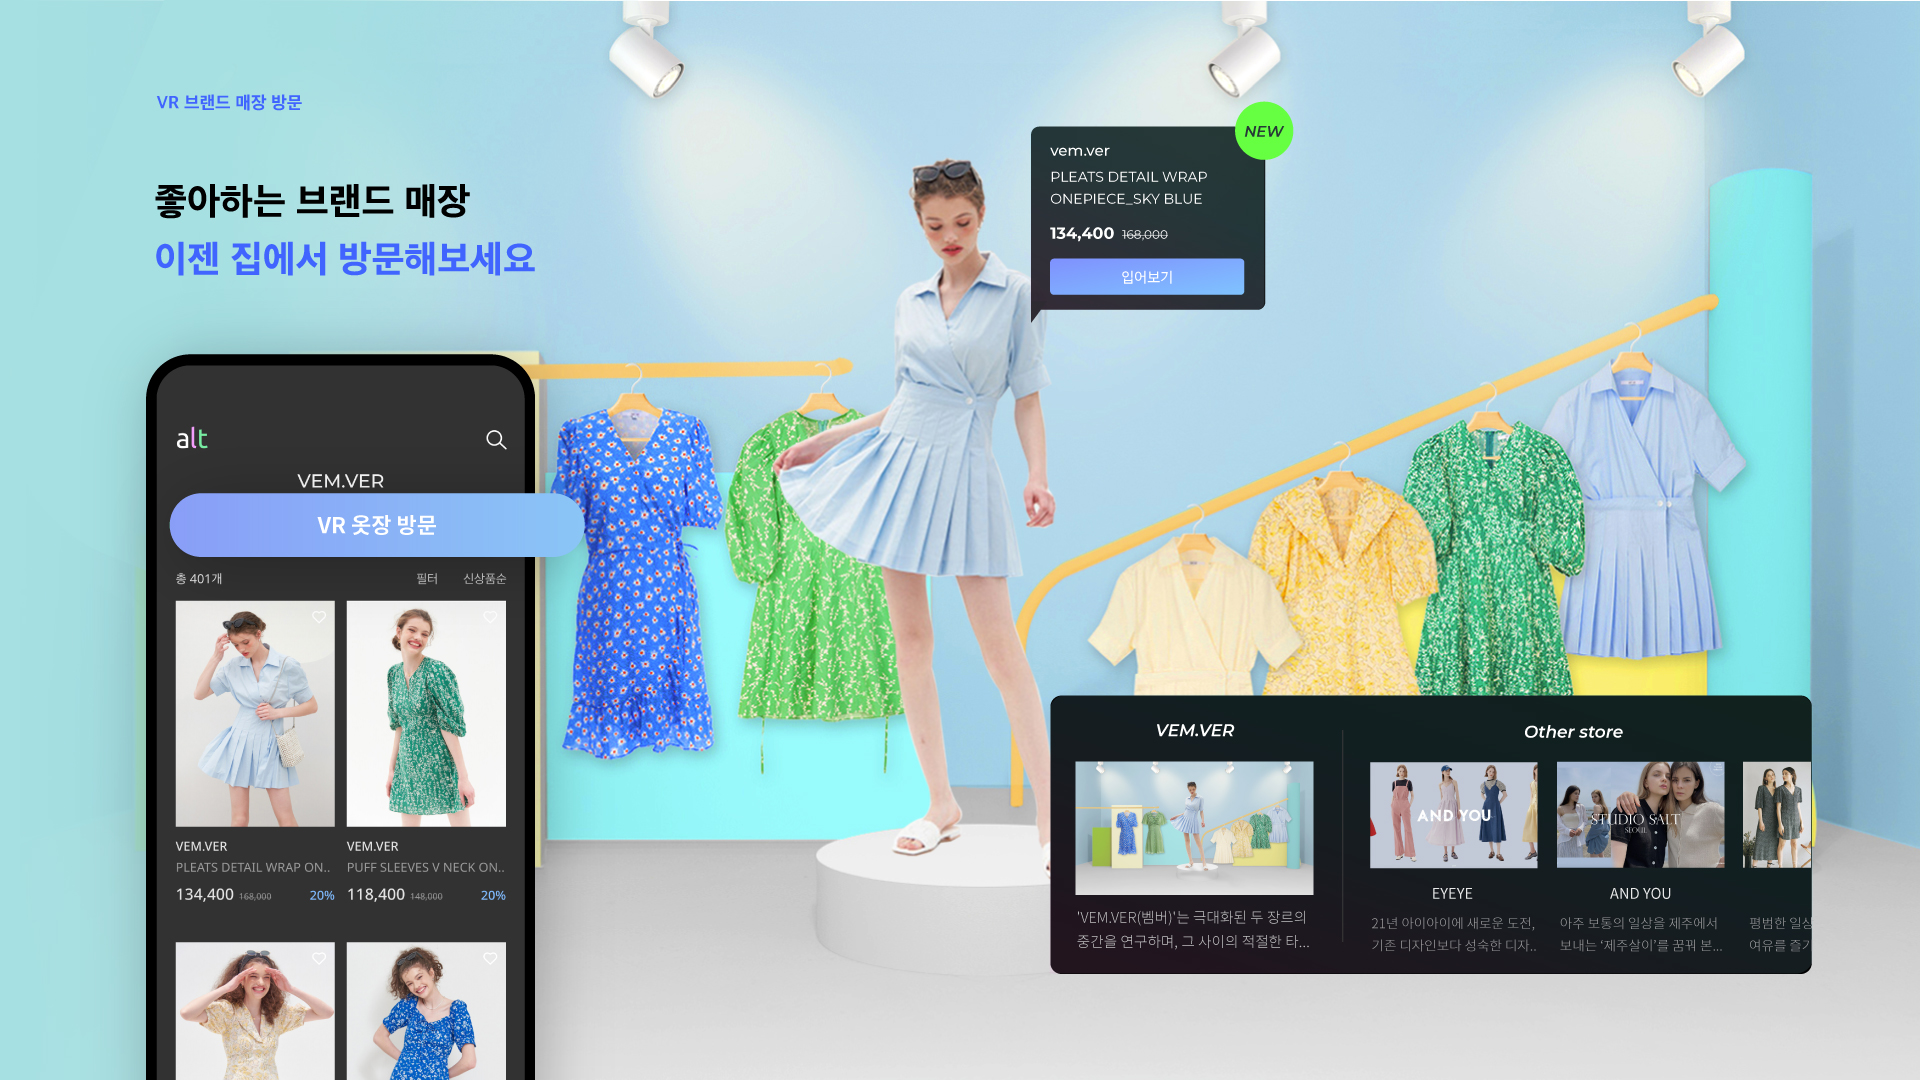 VR 브랜드 매장 방문
좋아하는 브랜드 매장
이젠 집에서 방문해보세요
NEW
vem.ver
PLEATS DETAIL WRAP
ONEPIECE_SKY BLUE
134,400 168,000
입어보기
alt
VEM.VER
VR 옷장 방문
총 401개 필터 신상품순
VEM.VER
PLEATS DETAIL WRAP ON..
134,400 168,000 20%
VEM.VER
PUFF SLEEVES V NECK ON..
118,400 148,000 20%
VEM.VER
'VEM.VER(벰버)'는 극대화된 두 장르의
중간을 연구하며, 그 사이의 적절한 타...
Other store
AND YOU
EYEYE
21년 아이아이에 새로운 도전,
기존 디자인보다 성숙한 디자..
STUDIO SALT
SEOUL
AND YOU
아주 보통의 일상을 제주에서
보내는 ‘제주살이’를 꿈꿔 본...
평범한 일상
여유를 즐기